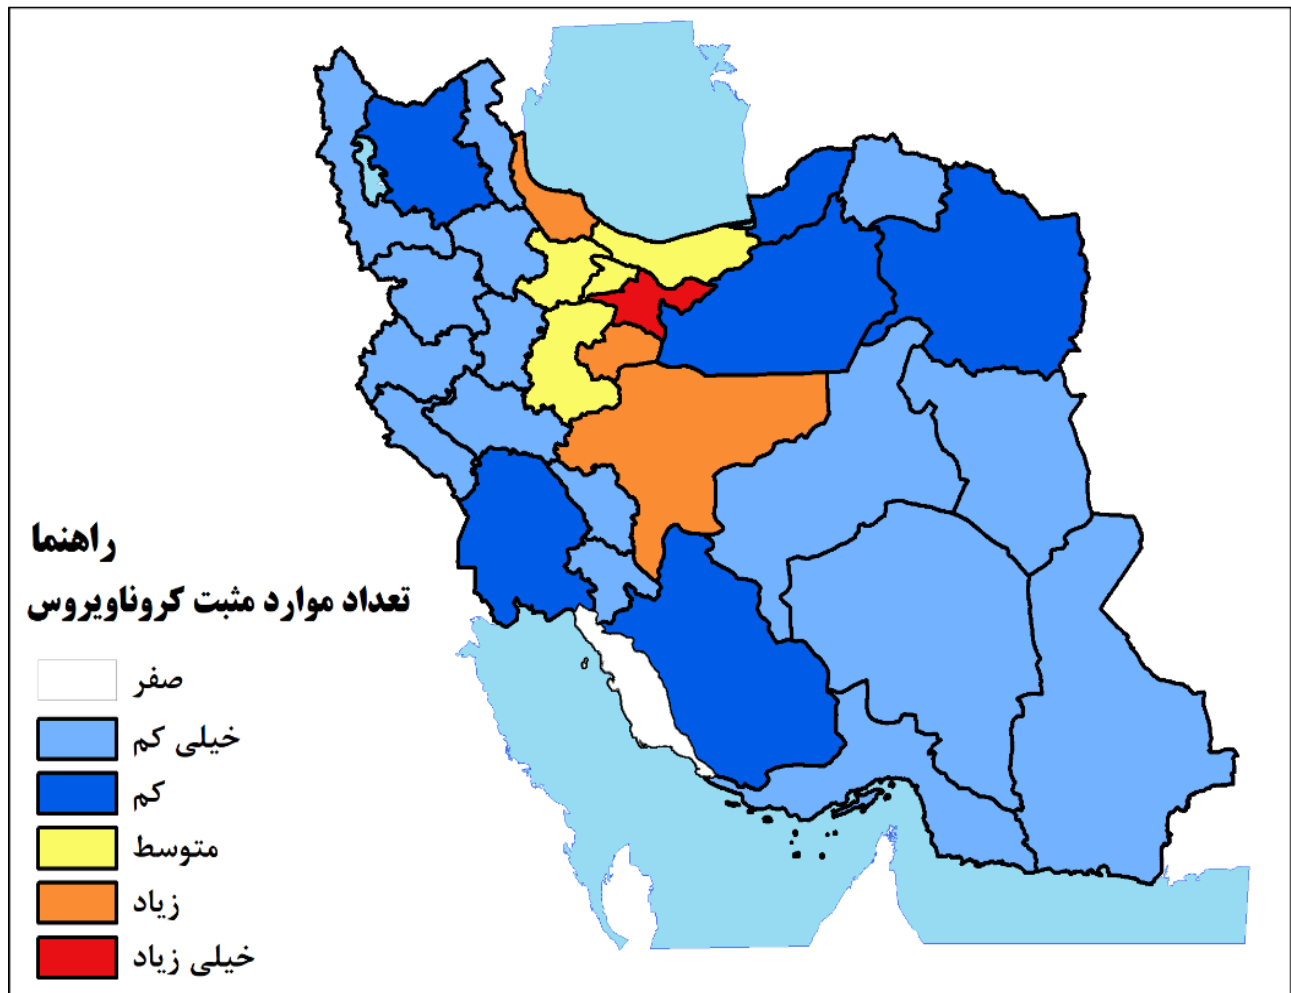 راهنما
تعداد موارد مثبت کروناویروس
صفر
خیلی کم
کم
متوسط
زیاد
خیلی زیاد